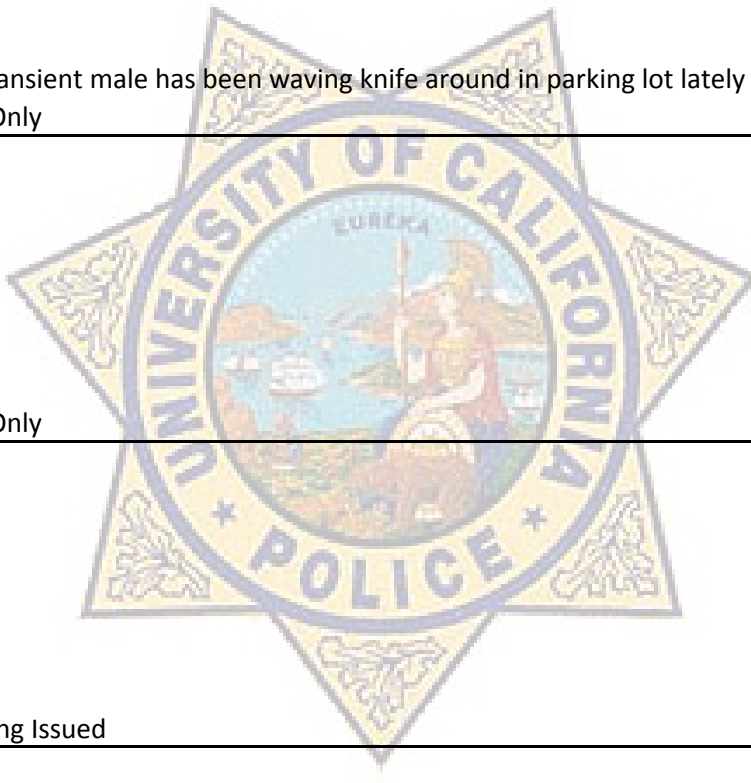 ansient male has been waving knife around in parking lot lately
Only
UNIVERSITY OF CALIFORNIA
EUREKA
Only
POLICE
ng Issued